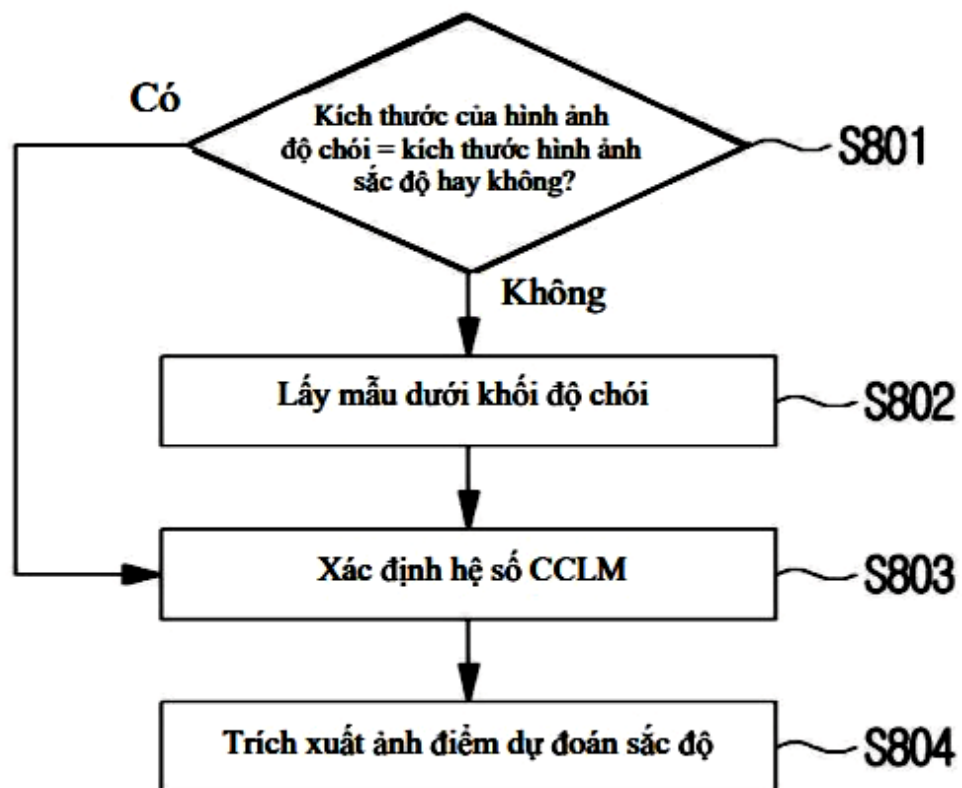 Có
Kích thước của hình ảnh
độ chói = kích thước hình ảnh
sắc độ hay không?
S801
Không
Lấy mẫu dưới khối độ chói
S802
Xác định hệ số CCLM
S803
Trích xuất ảnh điểm dự đoán sắc độ
S804